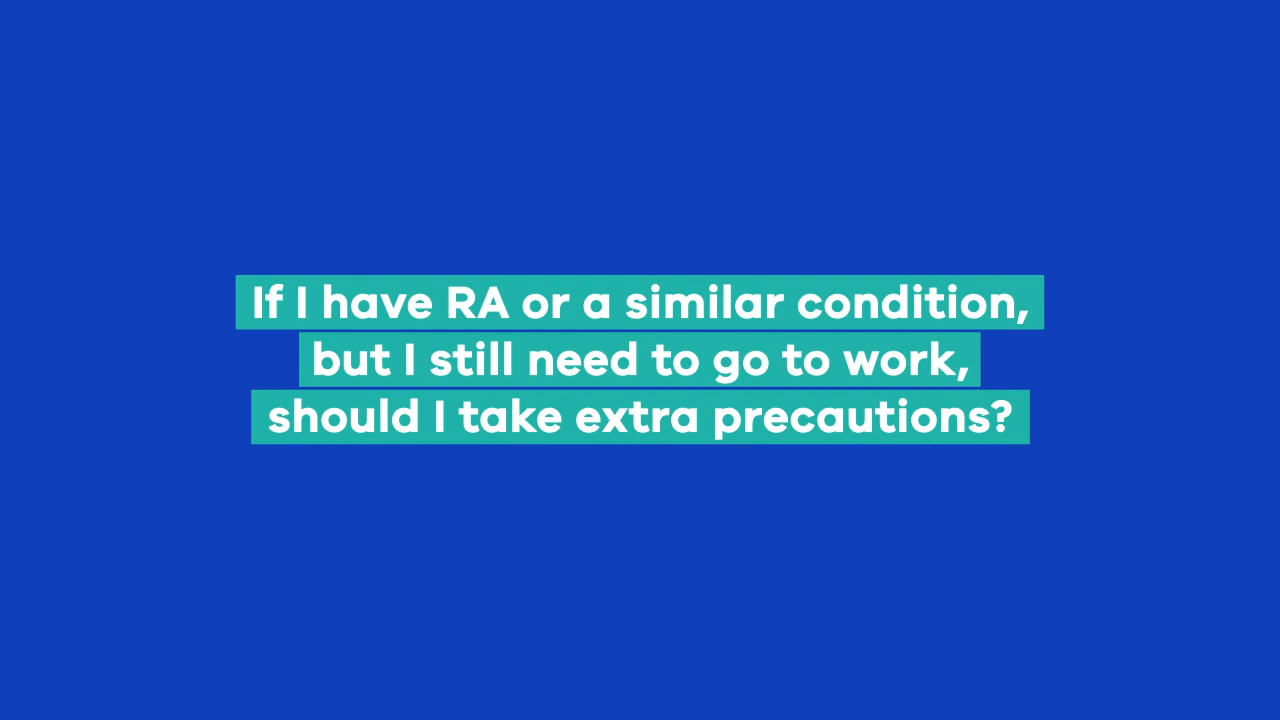 If I have RA or a similar condition,
but I still need to go to work,
should I take extra precautions?